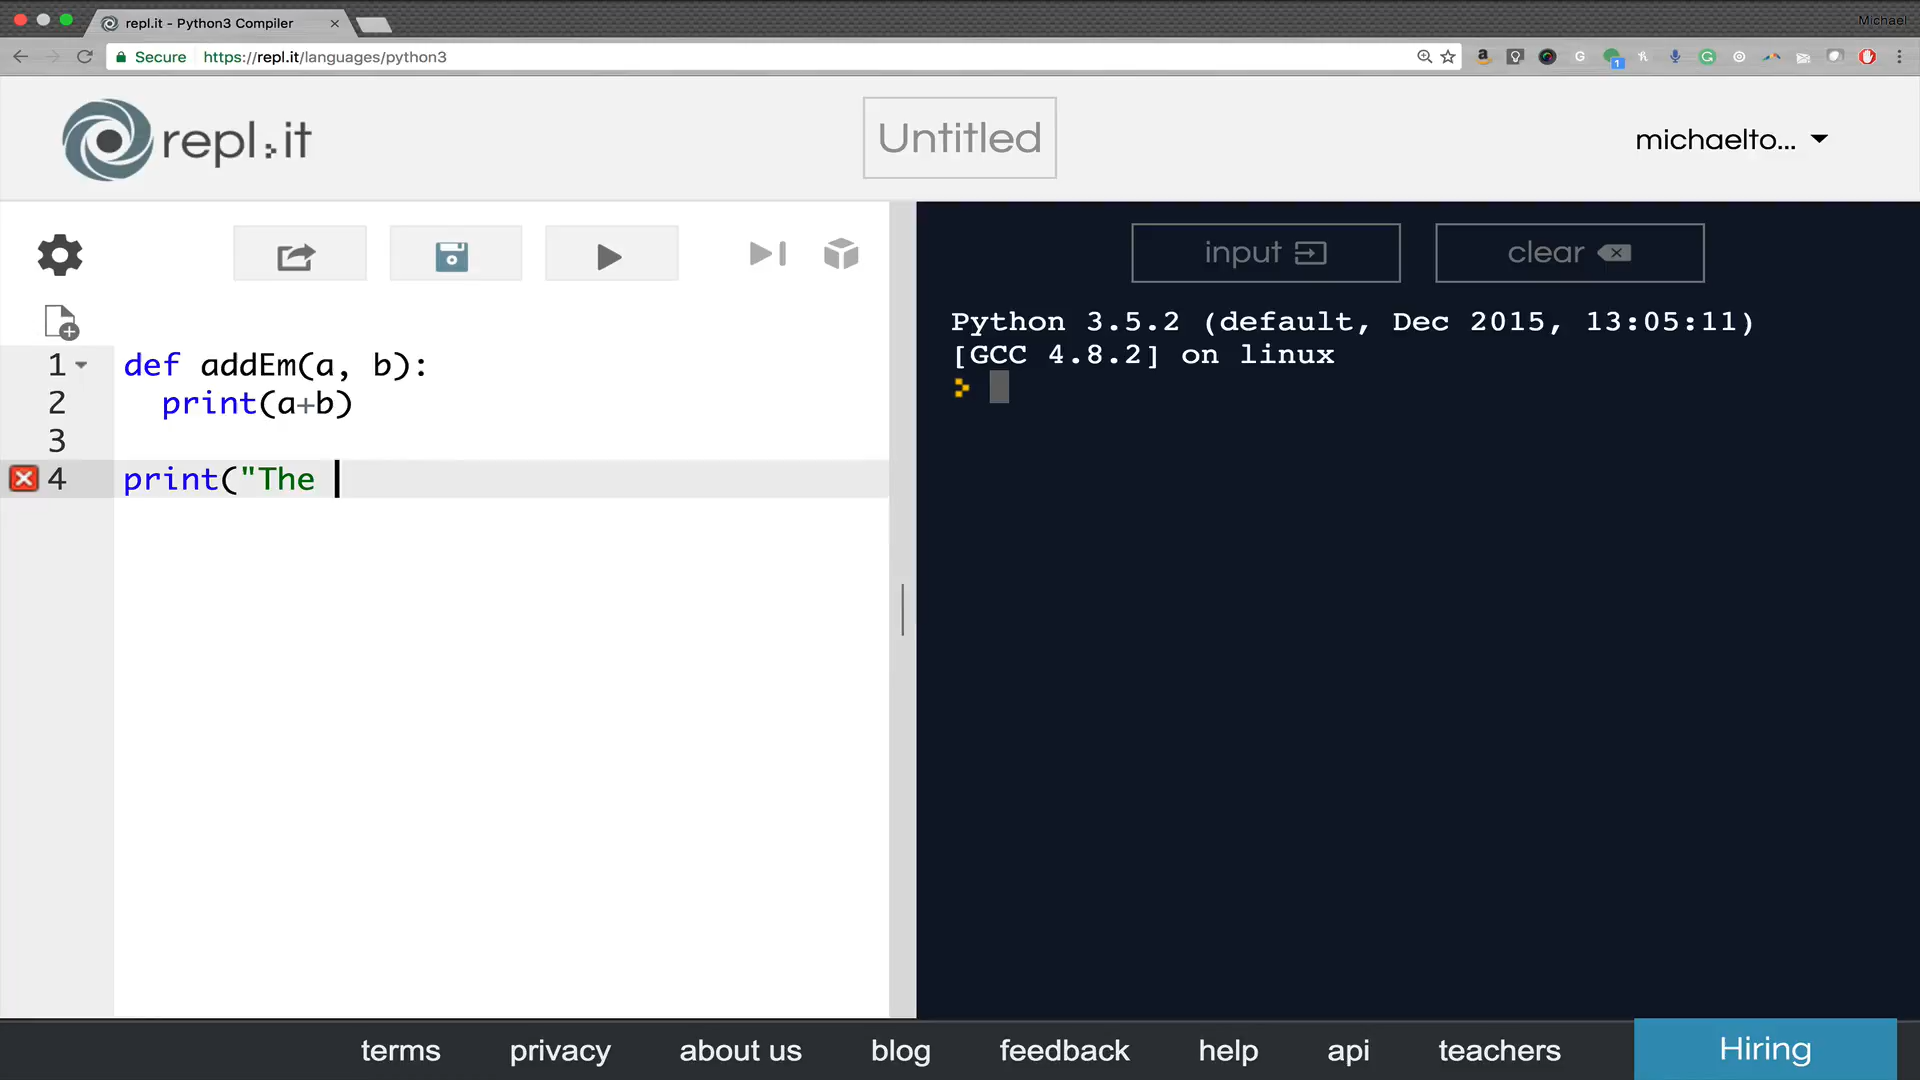 Michael
repl.it - Python3 Compiler
Secure https://repl.it/languages/python3
repl.it
Untitled
michaelto...
input
clear
Python 3.5.2 (default, Dec 2015, 13:05:11)
[GCC 4.8.2] on linux
1 def addEm(a, b):
2 print(a+b)
3
4 print("The
terms privacy about us blog feedback help api teachers Hiring